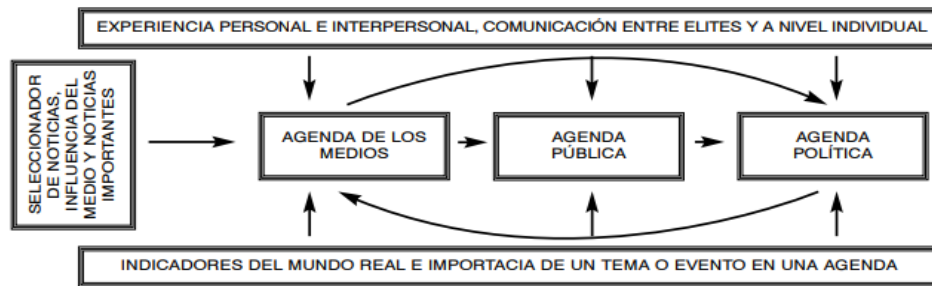 EXPERIENCIA PERSONAL E INTERPERSONAL, COMUNICACIÓN ENTRE ELITES Y A NIVEL INDIVIDUAL
SELECCIONADOR
DE NOTICIAS,
INFLUENCIA DEL
MEDIO Y NOTICIAS
IMPORTANTES
AGENDA DE LOS
MEDIOS
AGENDA
PÚBLICA
AGENDA
POLÍTICA
INDICADORES DEL MUNDO REAL E IMPORTACIA DE UN TEMA O EVENTO EN UNA AGENDA